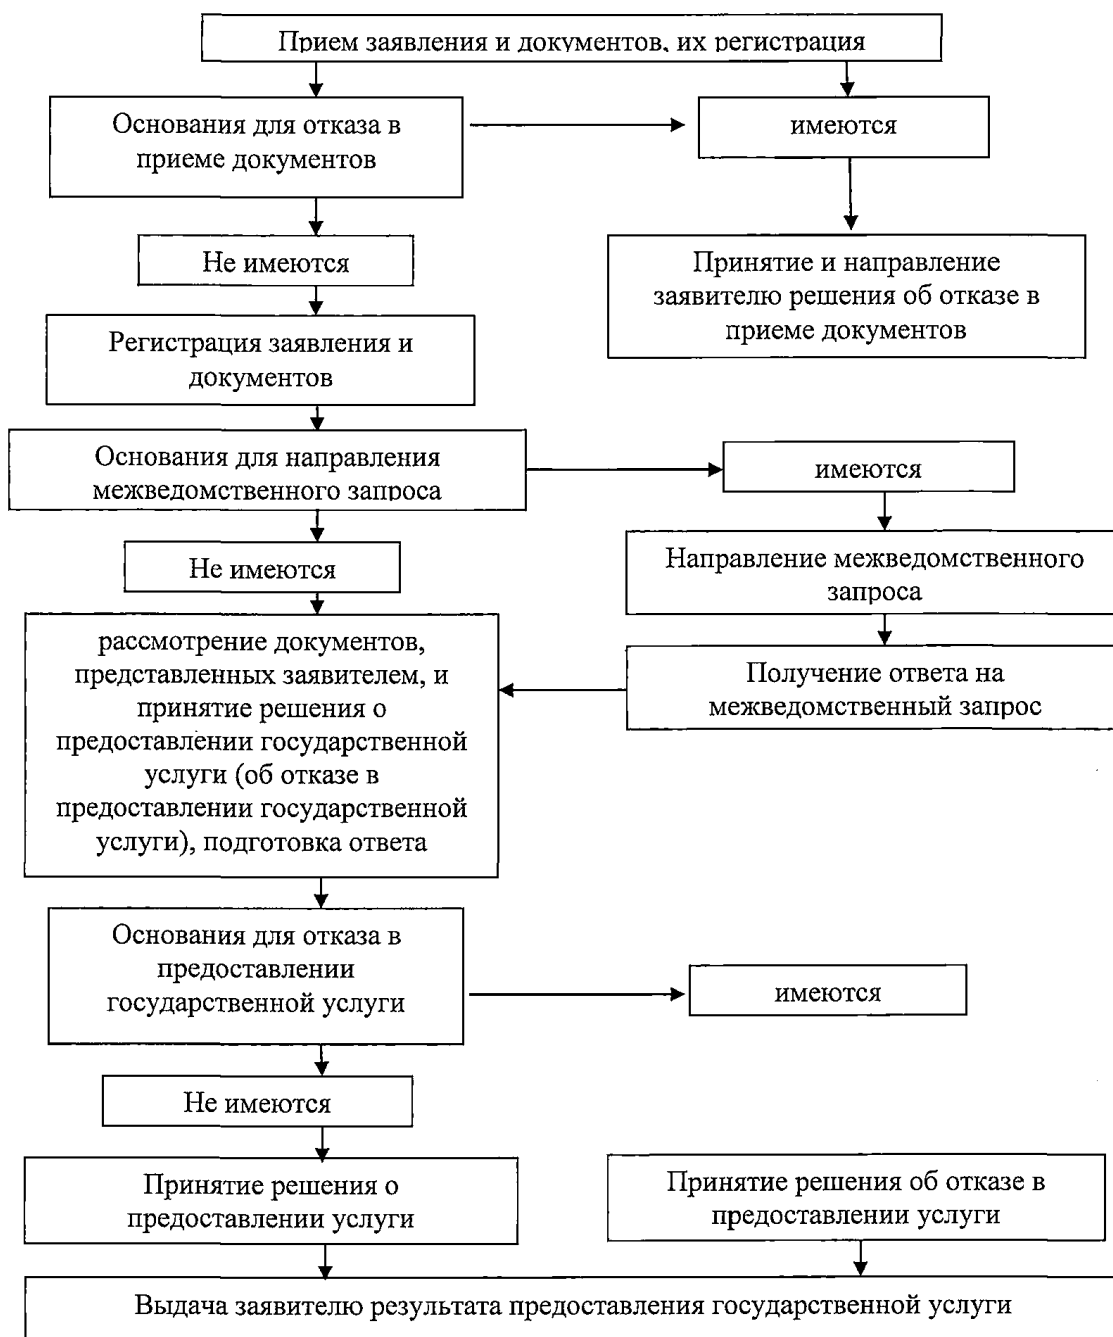 Прием заявления и документов, их регистрация
Основания для отказа в
приеме документов
имеются
Не имеются
Принятие и направление
заявителю решения об отказе в
приеме документов
Регистрация заявления и
документов
Основания для направления
межведомственного запроса
имеются
Не имеются
Направление межведомственного
запроса
рассмотрение документов,
представленных заявителем, и
принятие решения о
предоставлении государственной
услуги (об отказе в
предоставлении государственной
услуги), подготовка ответа
Получение ответа на
межведомственный запрос
Основания для отказа в
предоставлении
государственной услуги
имеются
Не имеются
Принятие решения о
предоставлении услуги
Принятие решения об отказе в
предоставлении услуги
Выдача заявителю результата предоставления государственной услуги